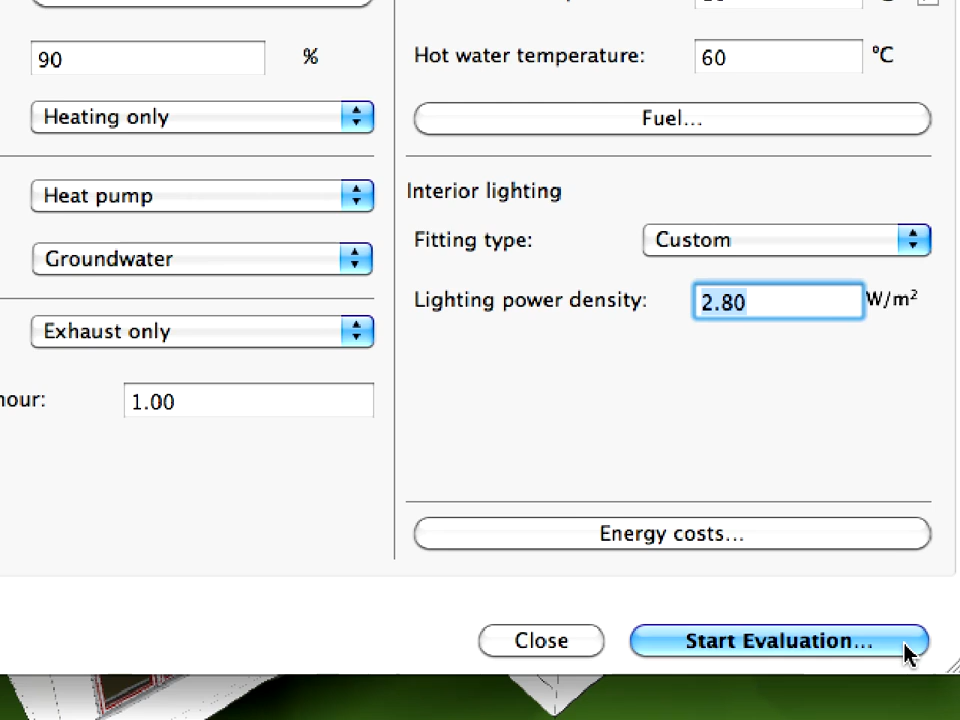 90 %
Heating only
Heat pump
Groundwater
Exhaust only
hour: 1.00
Hot water temperature: 60 °C
Fuel...
Interior lighting
Fitting type: Custom
Lighting power density: 2.80 W/m²
Energy costs...
Close Start Evaluation...